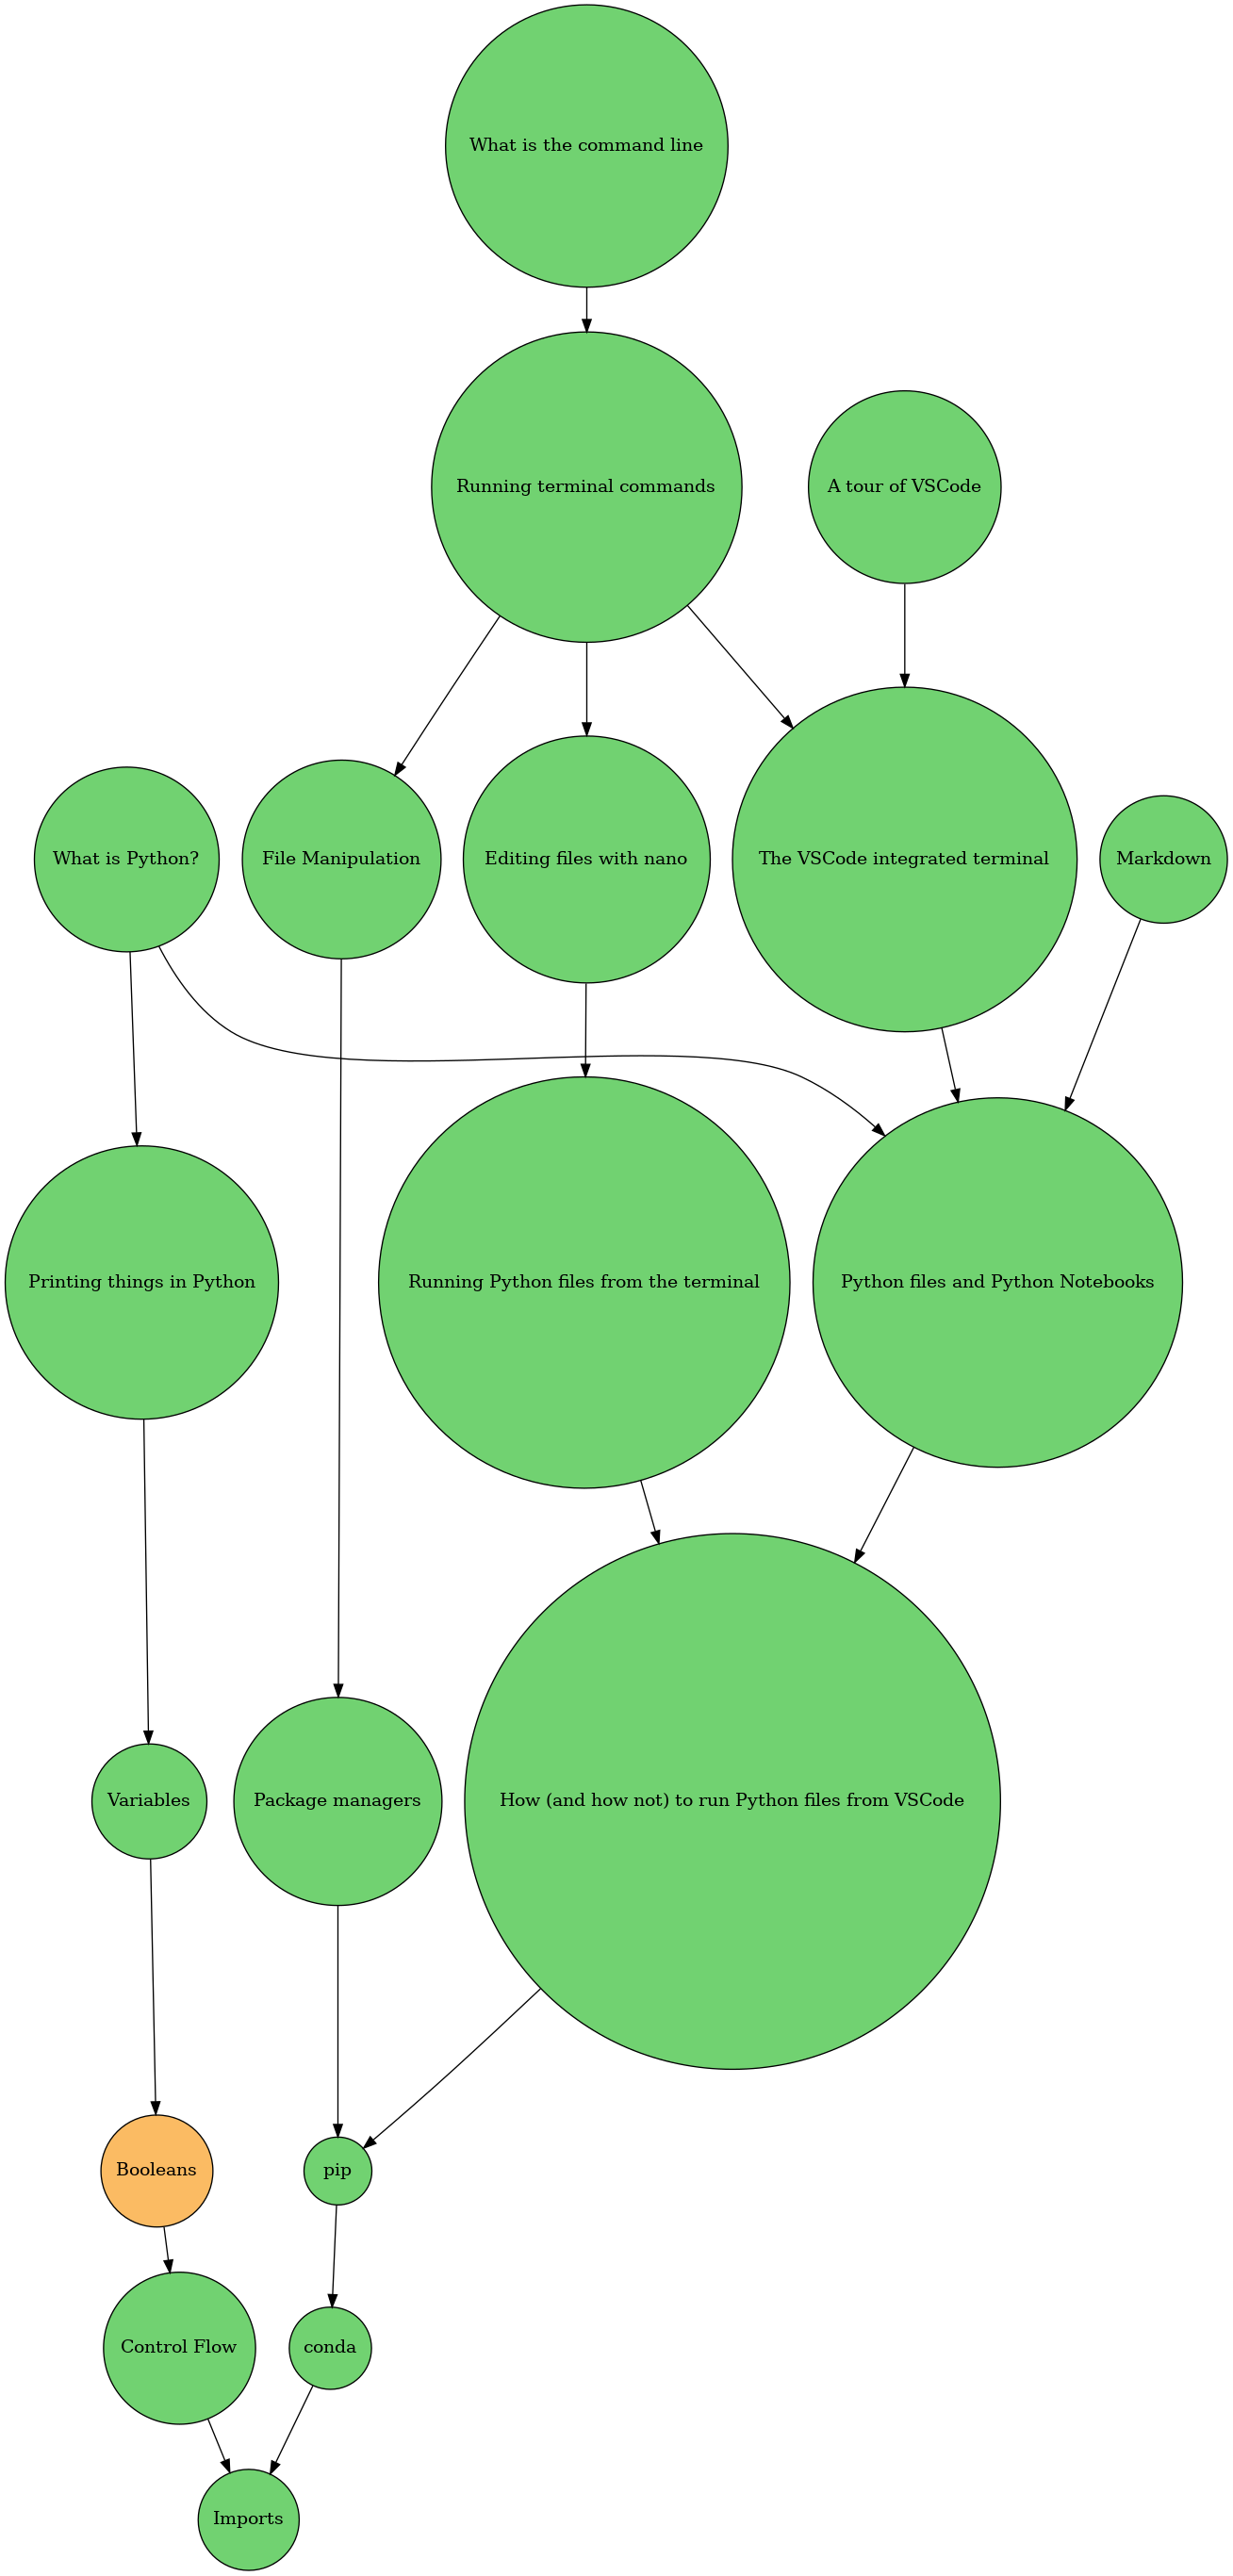 What is the command line
Running terminal commands
A tour of VSCode
What is Python?
File Manipulation
Editing files with nano
The VSCode integrated terminal
Markdown
Printing things in Python
Running Python files from the terminal
Python files and Python Notebooks
Variables
Package managers
How (and how not) to run Python files from VSCode
Booleans
pip
Control Flow
conda
Imports